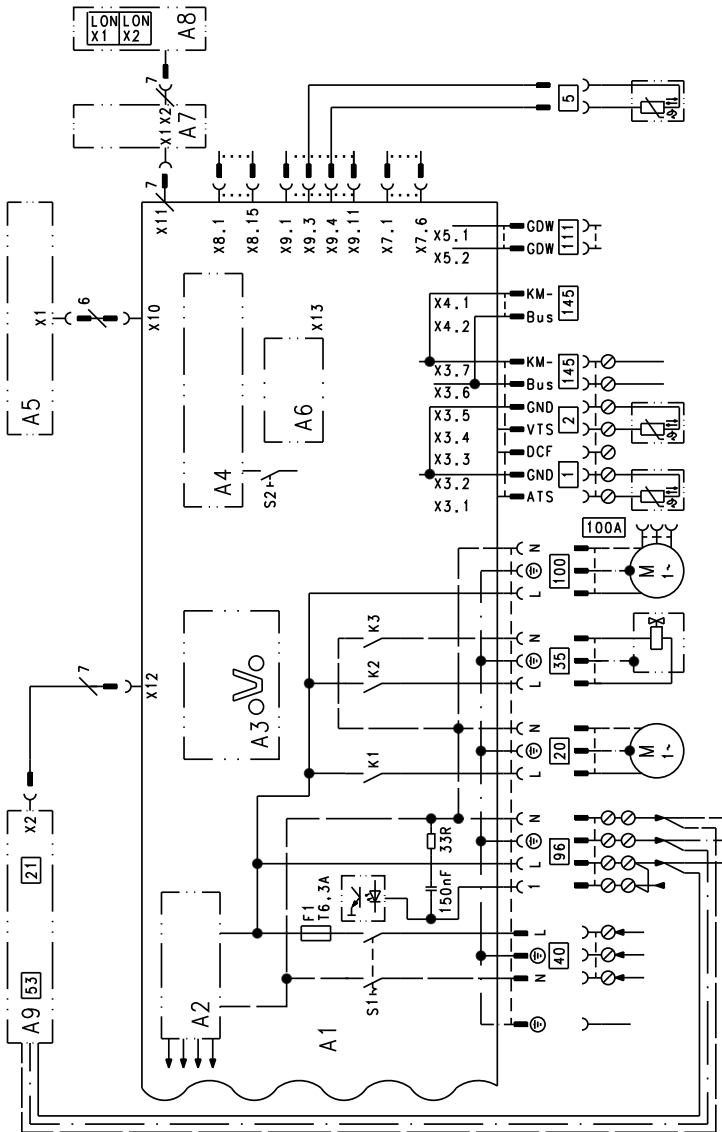 LON LON
X1 X2
A8
7
X1 X2
A7
7
X11
5
X8.1
X8.15
X9.1
X9.3
X9.4
X9.11
X7.1
X7.6
A5
X1
6
X10
X13
A4
A6
S2
X5.1
X5.2
GDW
GDW
111
X4.1
X4.2
KM-
Bus
145
X3.7
X3.6
X3.5
X3.4
X3.3
X3.2
X3.1
KM-
Bus
145
GND
VTS
2
DCF
GND
ATS
1
100A
N
L
100
M
1~
K3
K2
N
L
35
A3
X12
7
K1
N
L
20
M
1~
A9
53
21
X2
A2
A1
F1
T6,3A
150nF
33R
S1
N
L
1
96
L
N
40